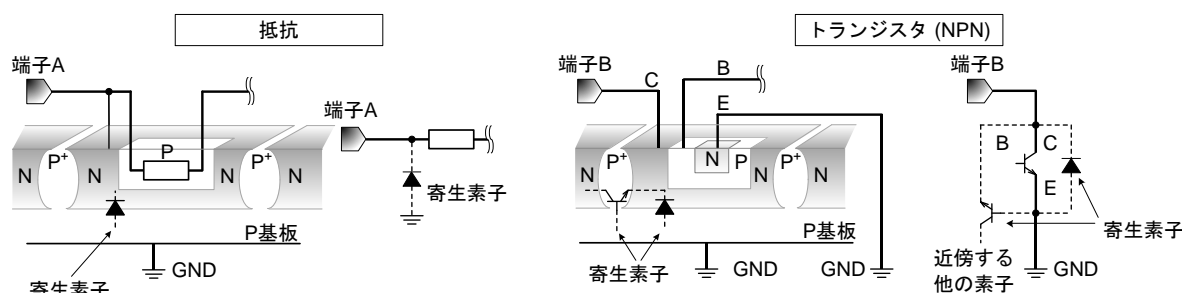 抵抗
トランジスタ (NPN)
端子A
端子A
P
N
P+
N
N
P+
N
寄生素子
P基板
GND
寄生素子
端子B
C
B
E
N
P+
N
N
P
N
P+
N
P基板
寄生素子
GND
GND
端子B
B
C
E
寄生素子
近傍する
他の素子
GND